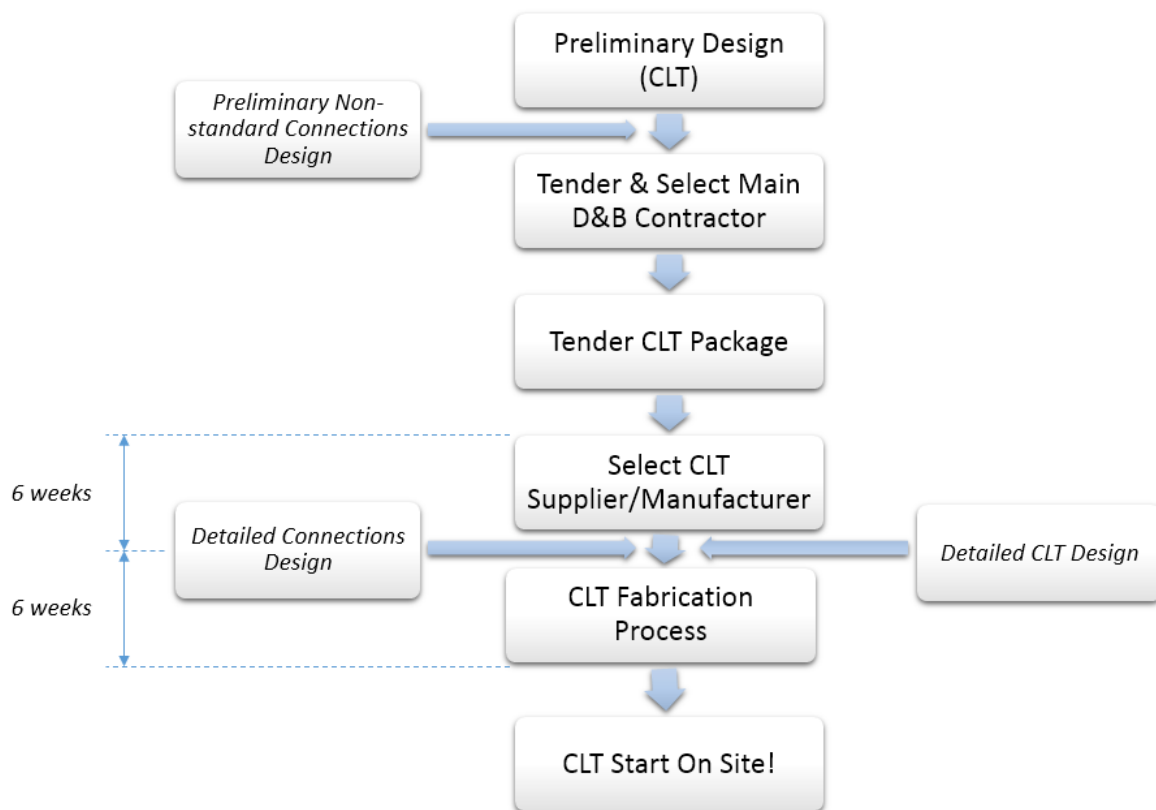 Preliminary Design
(CLT)
Preliminary Non-
standard Connections
Design
Tender & Select Main
D&B Contractor
Tender CLT Package
Select CLT
Supplier/Manufacturer
6 weeks
Detailed Connections
Design
Detailed CLT Design
6 weeks
CLT Fabrication
Process
CLT Start On Site!